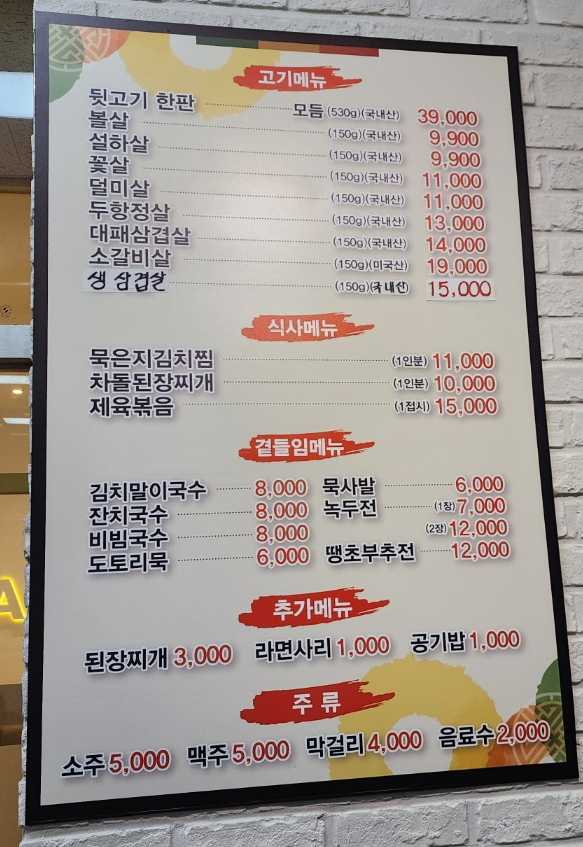 고기메뉴
뒷고기 한판 모듬 (530g)(국내산) 39,000
볼살 (150g)(국내산) 9,900
설하살 (150g)(국내산) 9,900
꽃살 (150g)(국내산) 11,000
덜미살 (150g)(국내산) 11,000
두항정살 (150g)(국내산) 13,000
대패삼겹살 (150g)(국내산) 14,000
소갈비살 (150g)(미국산) 19,000
생 삼겹살 (150g)(국내산) 15,000
식사메뉴
묵은지김치찜 (1인분) 11,000
차돌된장찌개 (1인분) 10,000
제육볶음 (1접시) 15,000
곁들임메뉴
김치말이국수 8,000 묵사발 6,000
잔치국수 8,000 녹두전 (1장) 7,000
비빔국수 8,000 (2장) 12,000
도토리묵 6,000 땡초부추전 12,000
추가메뉴
된장찌개 3,000 라면사리 1,000 공기밥 1,000
주류
소주 5,000 맥주 5,000 막걸리 4,000 음료수 2,000
A